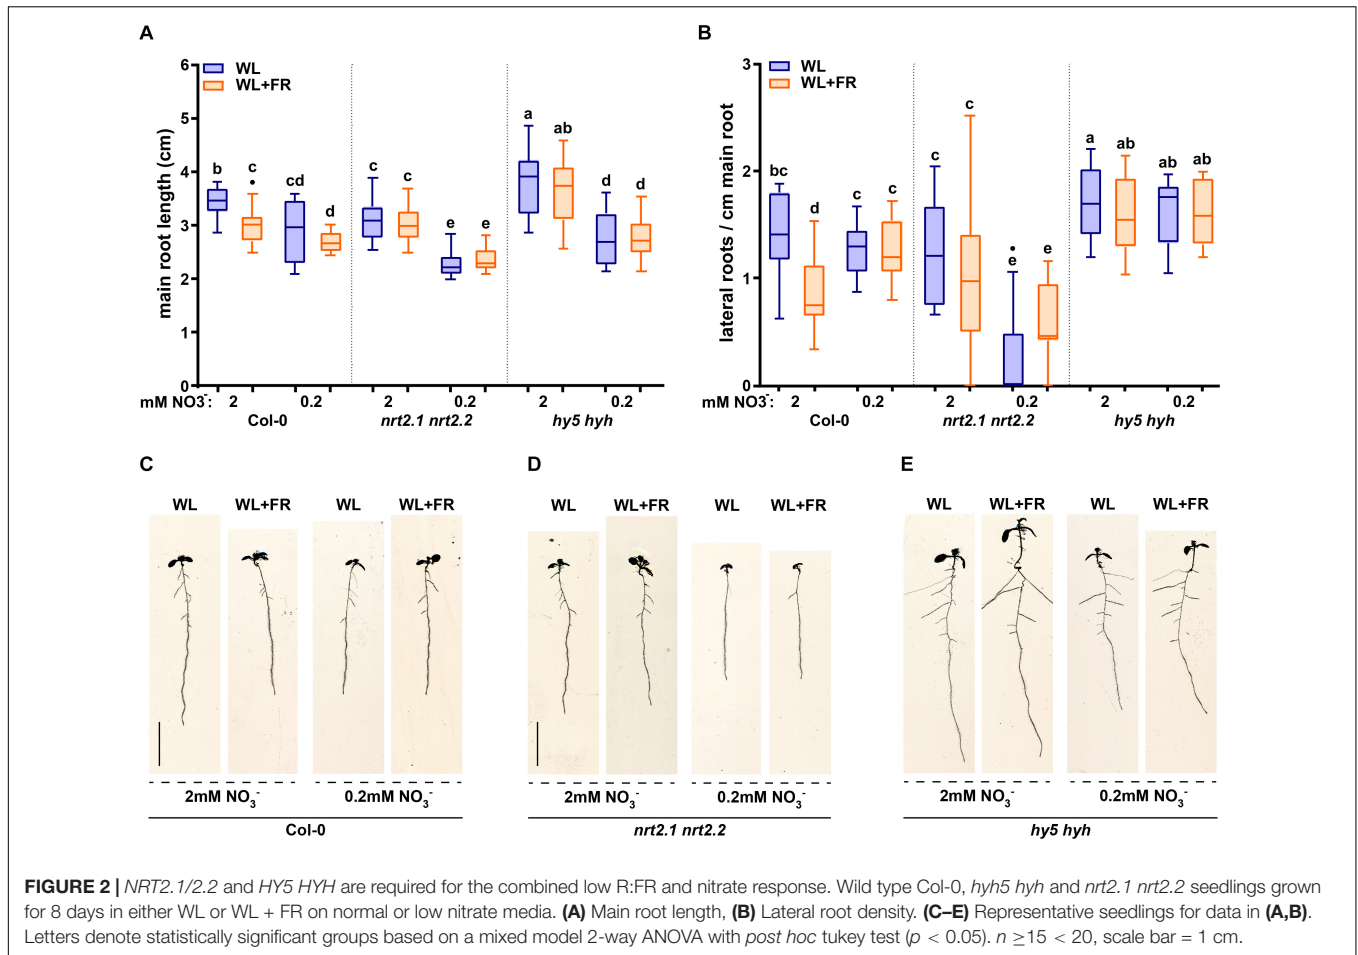 A
B
6
5
4
3
2
1
0
main root length (cm)
WL
WL+FR
b
c
cd
d
c
c
e
e
a
ab
d
d
mM NO3-:
2
0.2
2
0.2
2
0.2
Col-0
nrt2.1 nrt2.2
hy5 hyh
3
2
1
0
lateral roots / cm main root
WL
WL+FR
bc
d
c
c
c
c
e
e
a
ab
ab
ab
mM NO3-:
2
0.2
2
0.2
2
0.2
Col-0
nrt2.1 nrt2.2
hy5 hyh
C
D
E
WL WL+FR WL WL+FR
WL WL+FR WL WL+FR
WL WL+FR WL WL+FR
2mM NO3- 0.2mM NO3-
2mM NO3- 0.2mM NO3-
2mM NO3- 0.2mM NO3-
Col-0
nrt2.1 nrt2.2
hy5 hyh
FIGURE 2 | NRT2.1/2.2 and HY5 HYH are required for the combined low R:FR and nitrate response. Wild type Col-0, hyh5 hyh and nrt2.1 nrt2.2 seedlings grown
for 8 days in either WL or WL + FR on normal or low nitrate media. (A) Main root length, (B) Lateral root density. (C–E) Representative seedlings for data in (A,B).
Letters denote statistically significant groups based on a mixed model 2-way ANOVA with post hoc tukey test (p < 0.05). n ≥15 < 20, scale bar = 1 cm.